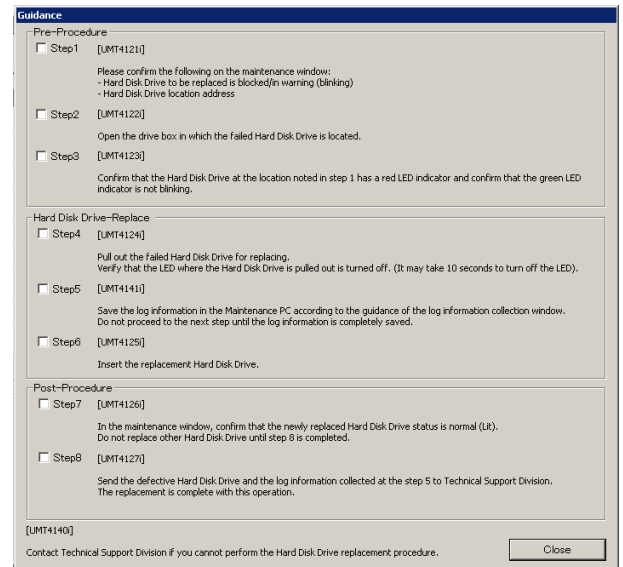 Guidance
Pre-Procedure
Step1 [UMT4121i]
Please confirm the following on the maintenance window:
- Hard Disk Drive to be replaced is blocked/in warning (blinking)
- Hard Disk Drive location address
Step2 [UMT4122i]
Open the drive box in which the failed Hard Disk Drive is located.
Step3 [UMT4123i]
Confirm that the Hard Disk Drive at the location noted in step 1 has a red LED indicator and confirm that the green LED
indicator is not blinking.
Hard Disk Drive-Replace
Step4 [UMT4124i]
Pull out the failed Hard Disk Drive for replacing.
Verify that the LED where the Hard Disk Drive is pulled out is turned off. (It may take 10 seconds to turn off the LED).
Step5 [UMT4141i]
Save the log information in the Maintenance PC according to the guidance of the log information collection window.
Do not proceed to the next step until the log information is completely saved.
Step6 [UMT4125i]
Insert the replacement Hard Disk Drive.
Post-Procedure
Step7 [UMT4126i]
In the maintenance window, confirm that the newly replaced Hard Disk Drive status is normal (Lit).
Do not replace other Hard Disk Drive until step 8 is completed.
Step8 [UMT4127i]
Send the defective Hard Disk Drive and the log information collected at the step 5 to Technical Support Division.
The replacement is complete with this operation.
[UMT4140i]
Contact Technical Support Division if you cannot perform the Hard Disk Drive replacement procedure.
Close